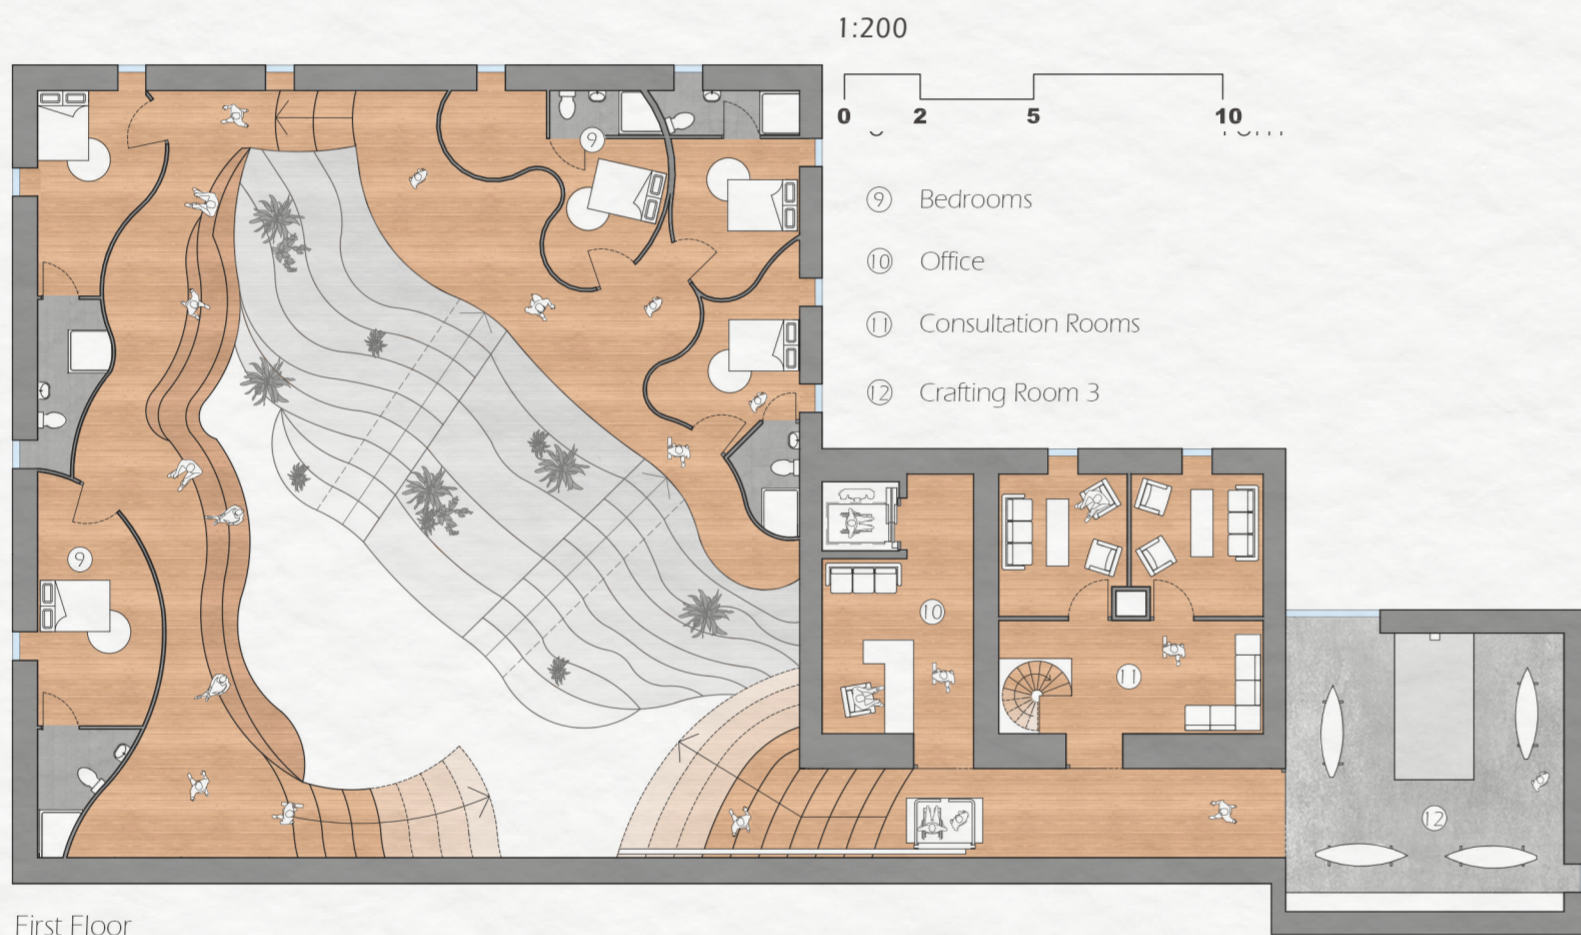 1:200
0 2 5 10
9 Bedrooms
10 Office
11 Consultation Rooms
12 Crafting Room 3
9
9
10
11
12
First Floor